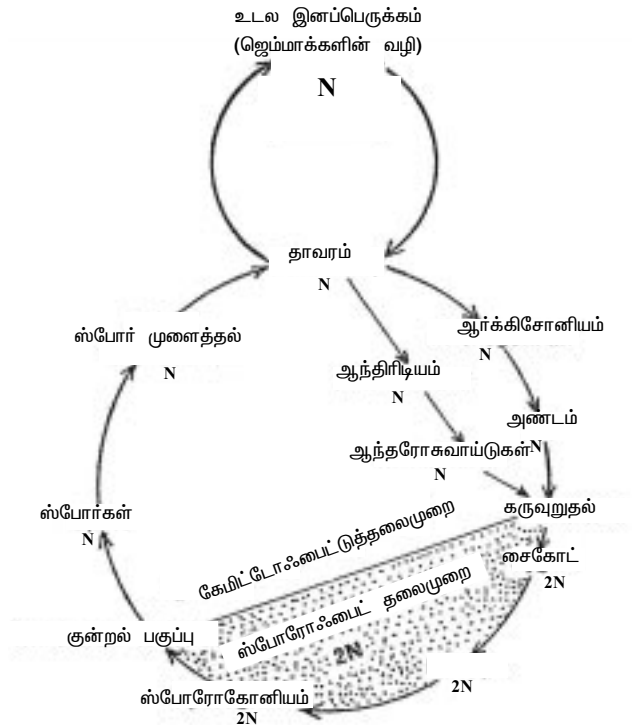 உடல இனப்பெருக்கம்
(ஜெம்மாக்களின் வழி)
N
தாவரம்
N
ஸ்போர் முளைத்தல்
N
ஆர்க்கிசோனியம்
N
ஆந்திரிடியம்
N
அண்டம்
N
ஆந்தரோசுவாய்டுகள்
N
ஸ்போர்கள்
N
கருவுறுதல்
கேமிட்டோஃபைட்டுத்தலைமுறை
சைகோட்
2N
ஸ்போரோஃபைட் தலைமுறை
2N
குன்றல் பகுப்பு
2N
ஸ்போரோகோனியம்
2N